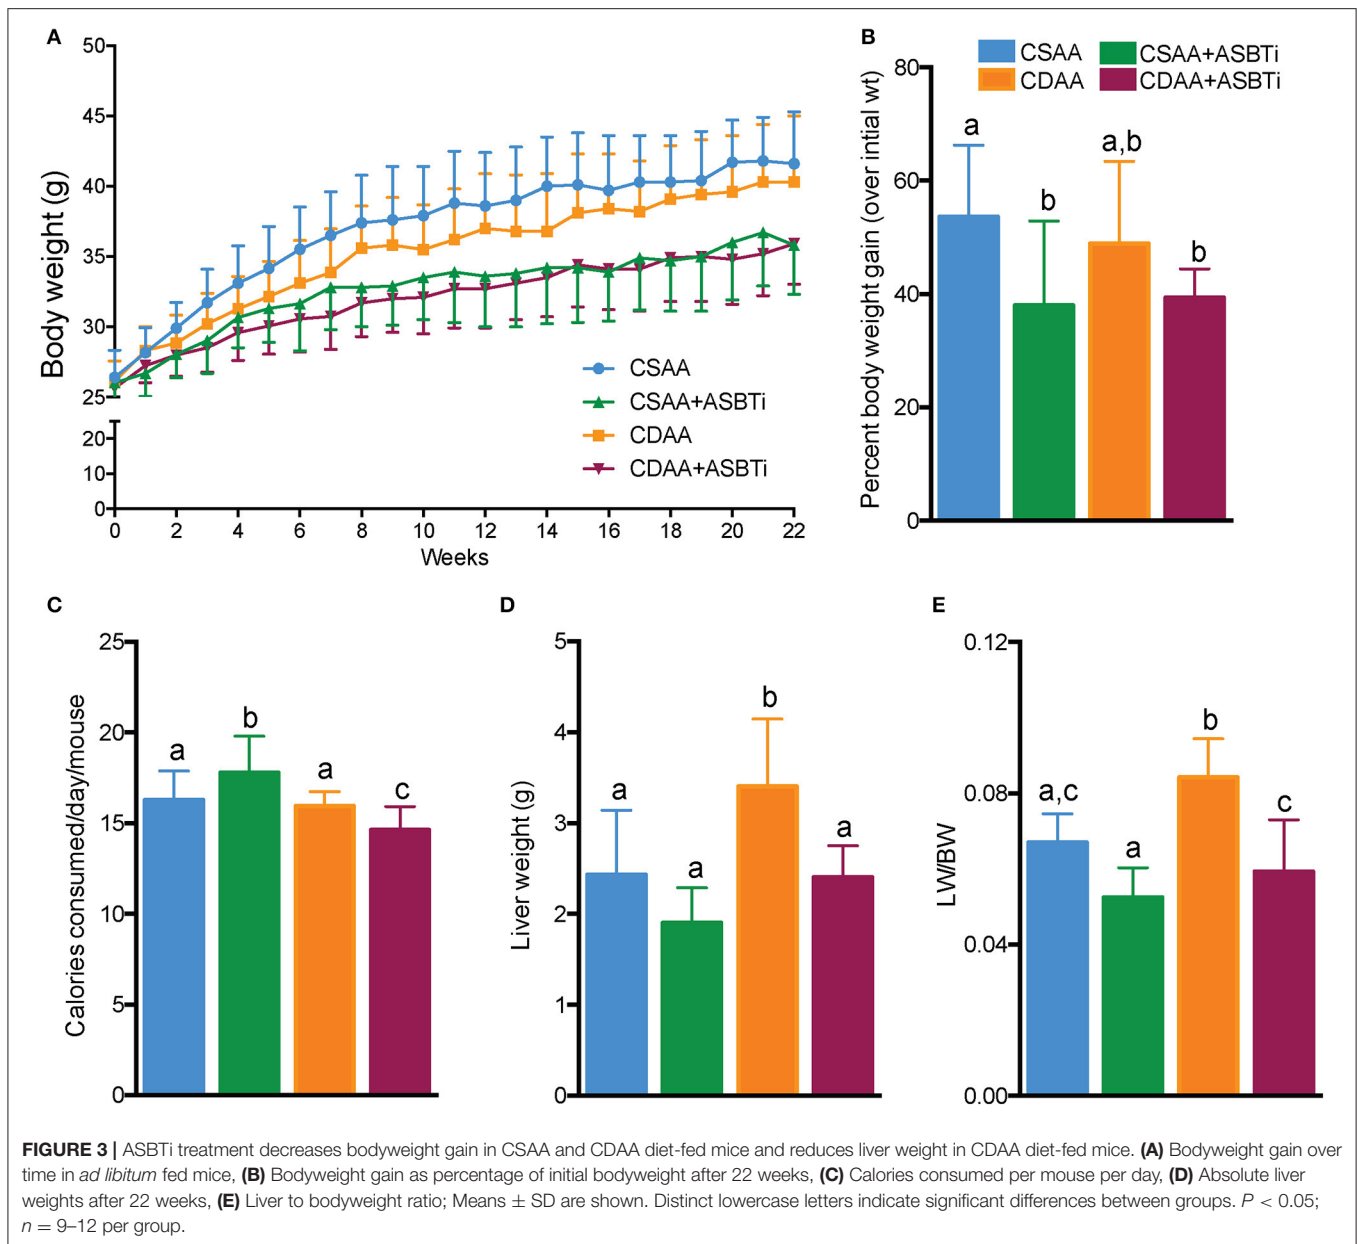 A
50
45
40
35
30
25
20
10
0
Body weight (g)
0 2 4 6 8 10 12 14 16 18 20 22
Weeks
CSAA
CSAA+ASBTi
CDAA
CDAA+ASBTi
B
CSAA CSAA+ASBTi
CDAA CDAA+ASBTi
80
60
40
20
0
Percent body weight gain (over intial wt)
a b a,b b
C
25
20
15
10
5
0
Calories consumed/day/mouse
a b a c
D
5
4
3
2
1
0
Liver weight (g)
a a b a
E
0.12
0.08
0.04
0.00
LW/BW
a,c a b c
FIGURE 3 | ASBTi treatment decreases bodyweight gain in CSAA and CDAA diet-fed mice and reduces liver weight in CDAA diet-fed mice. (A) Bodyweight gain over
time in ad libitum fed mice, (B) Bodyweight gain as percentage of initial bodyweight after 22 weeks, (C) Calories consumed per mouse per day, (D) Absolute liver
weights after 22 weeks, (E) Liver to bodyweight ratio; Means ± SD are shown. Distinct lowercase letters indicate significant differences between groups. P < 0.05;
n = 9–12 per group.